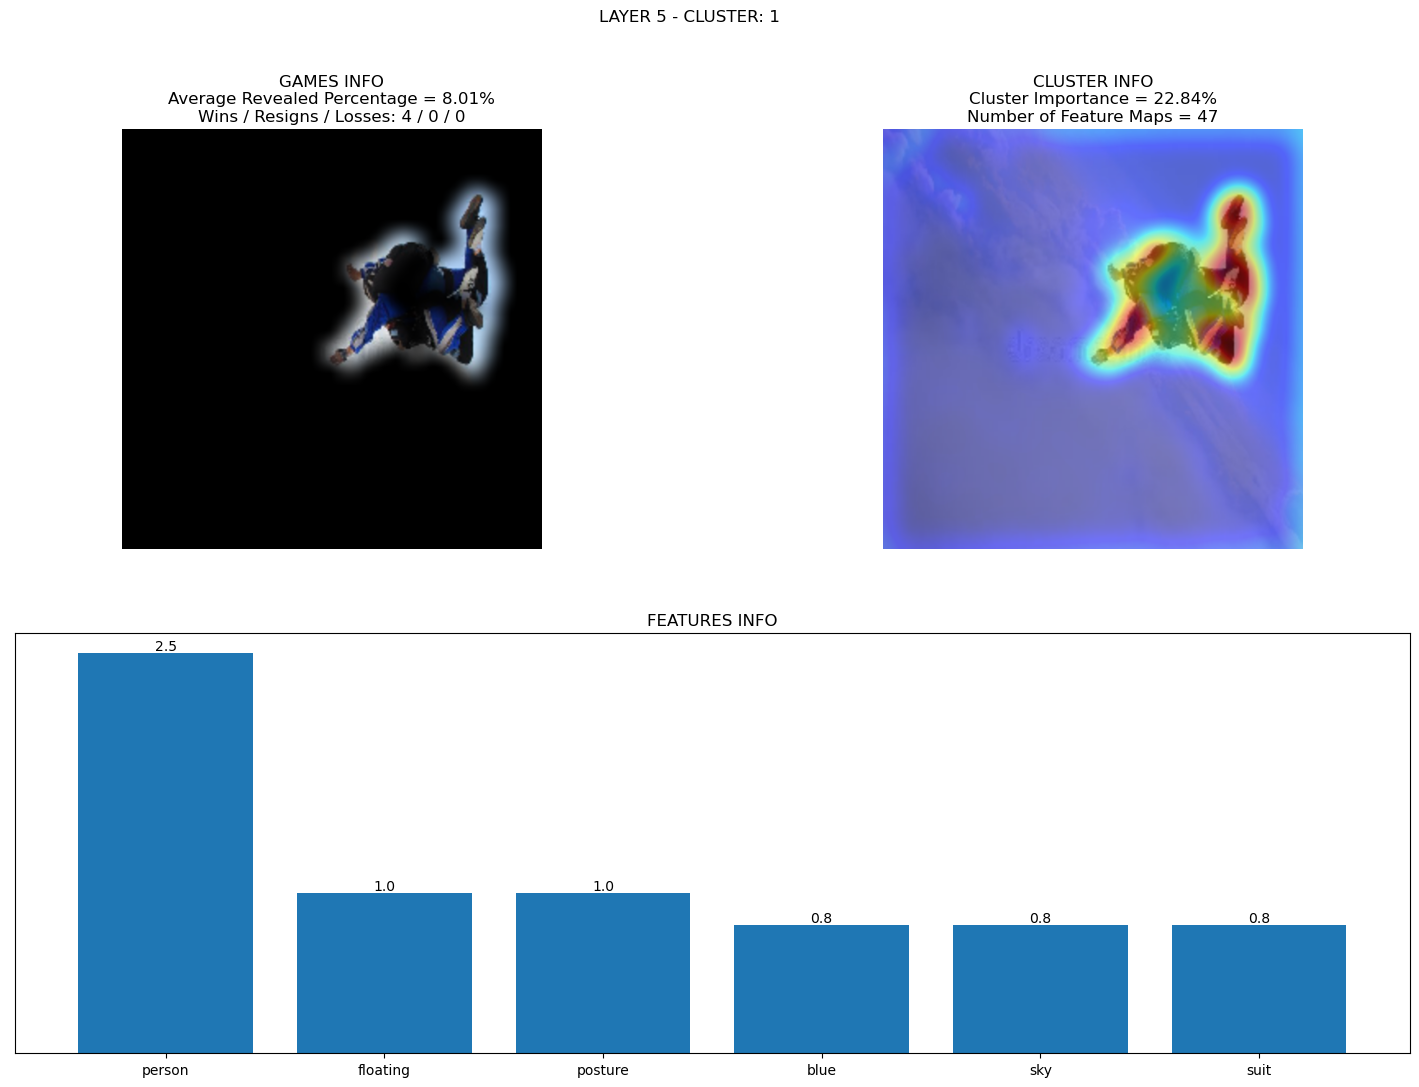 LAYER 5 - CLUSTER: 1
GAMES INFO
Average Revealed Percentage = 8.01%
Wins / Resigns / Losses: 4 / 0 / 0
CLUSTER INFO
Cluster Importance = 22.84%
Number of Feature Maps = 47
FEATURES INFO
2.5
1.0
1.0
0.8
0.8
0.8
person
floating
posture
blue
sky
suit